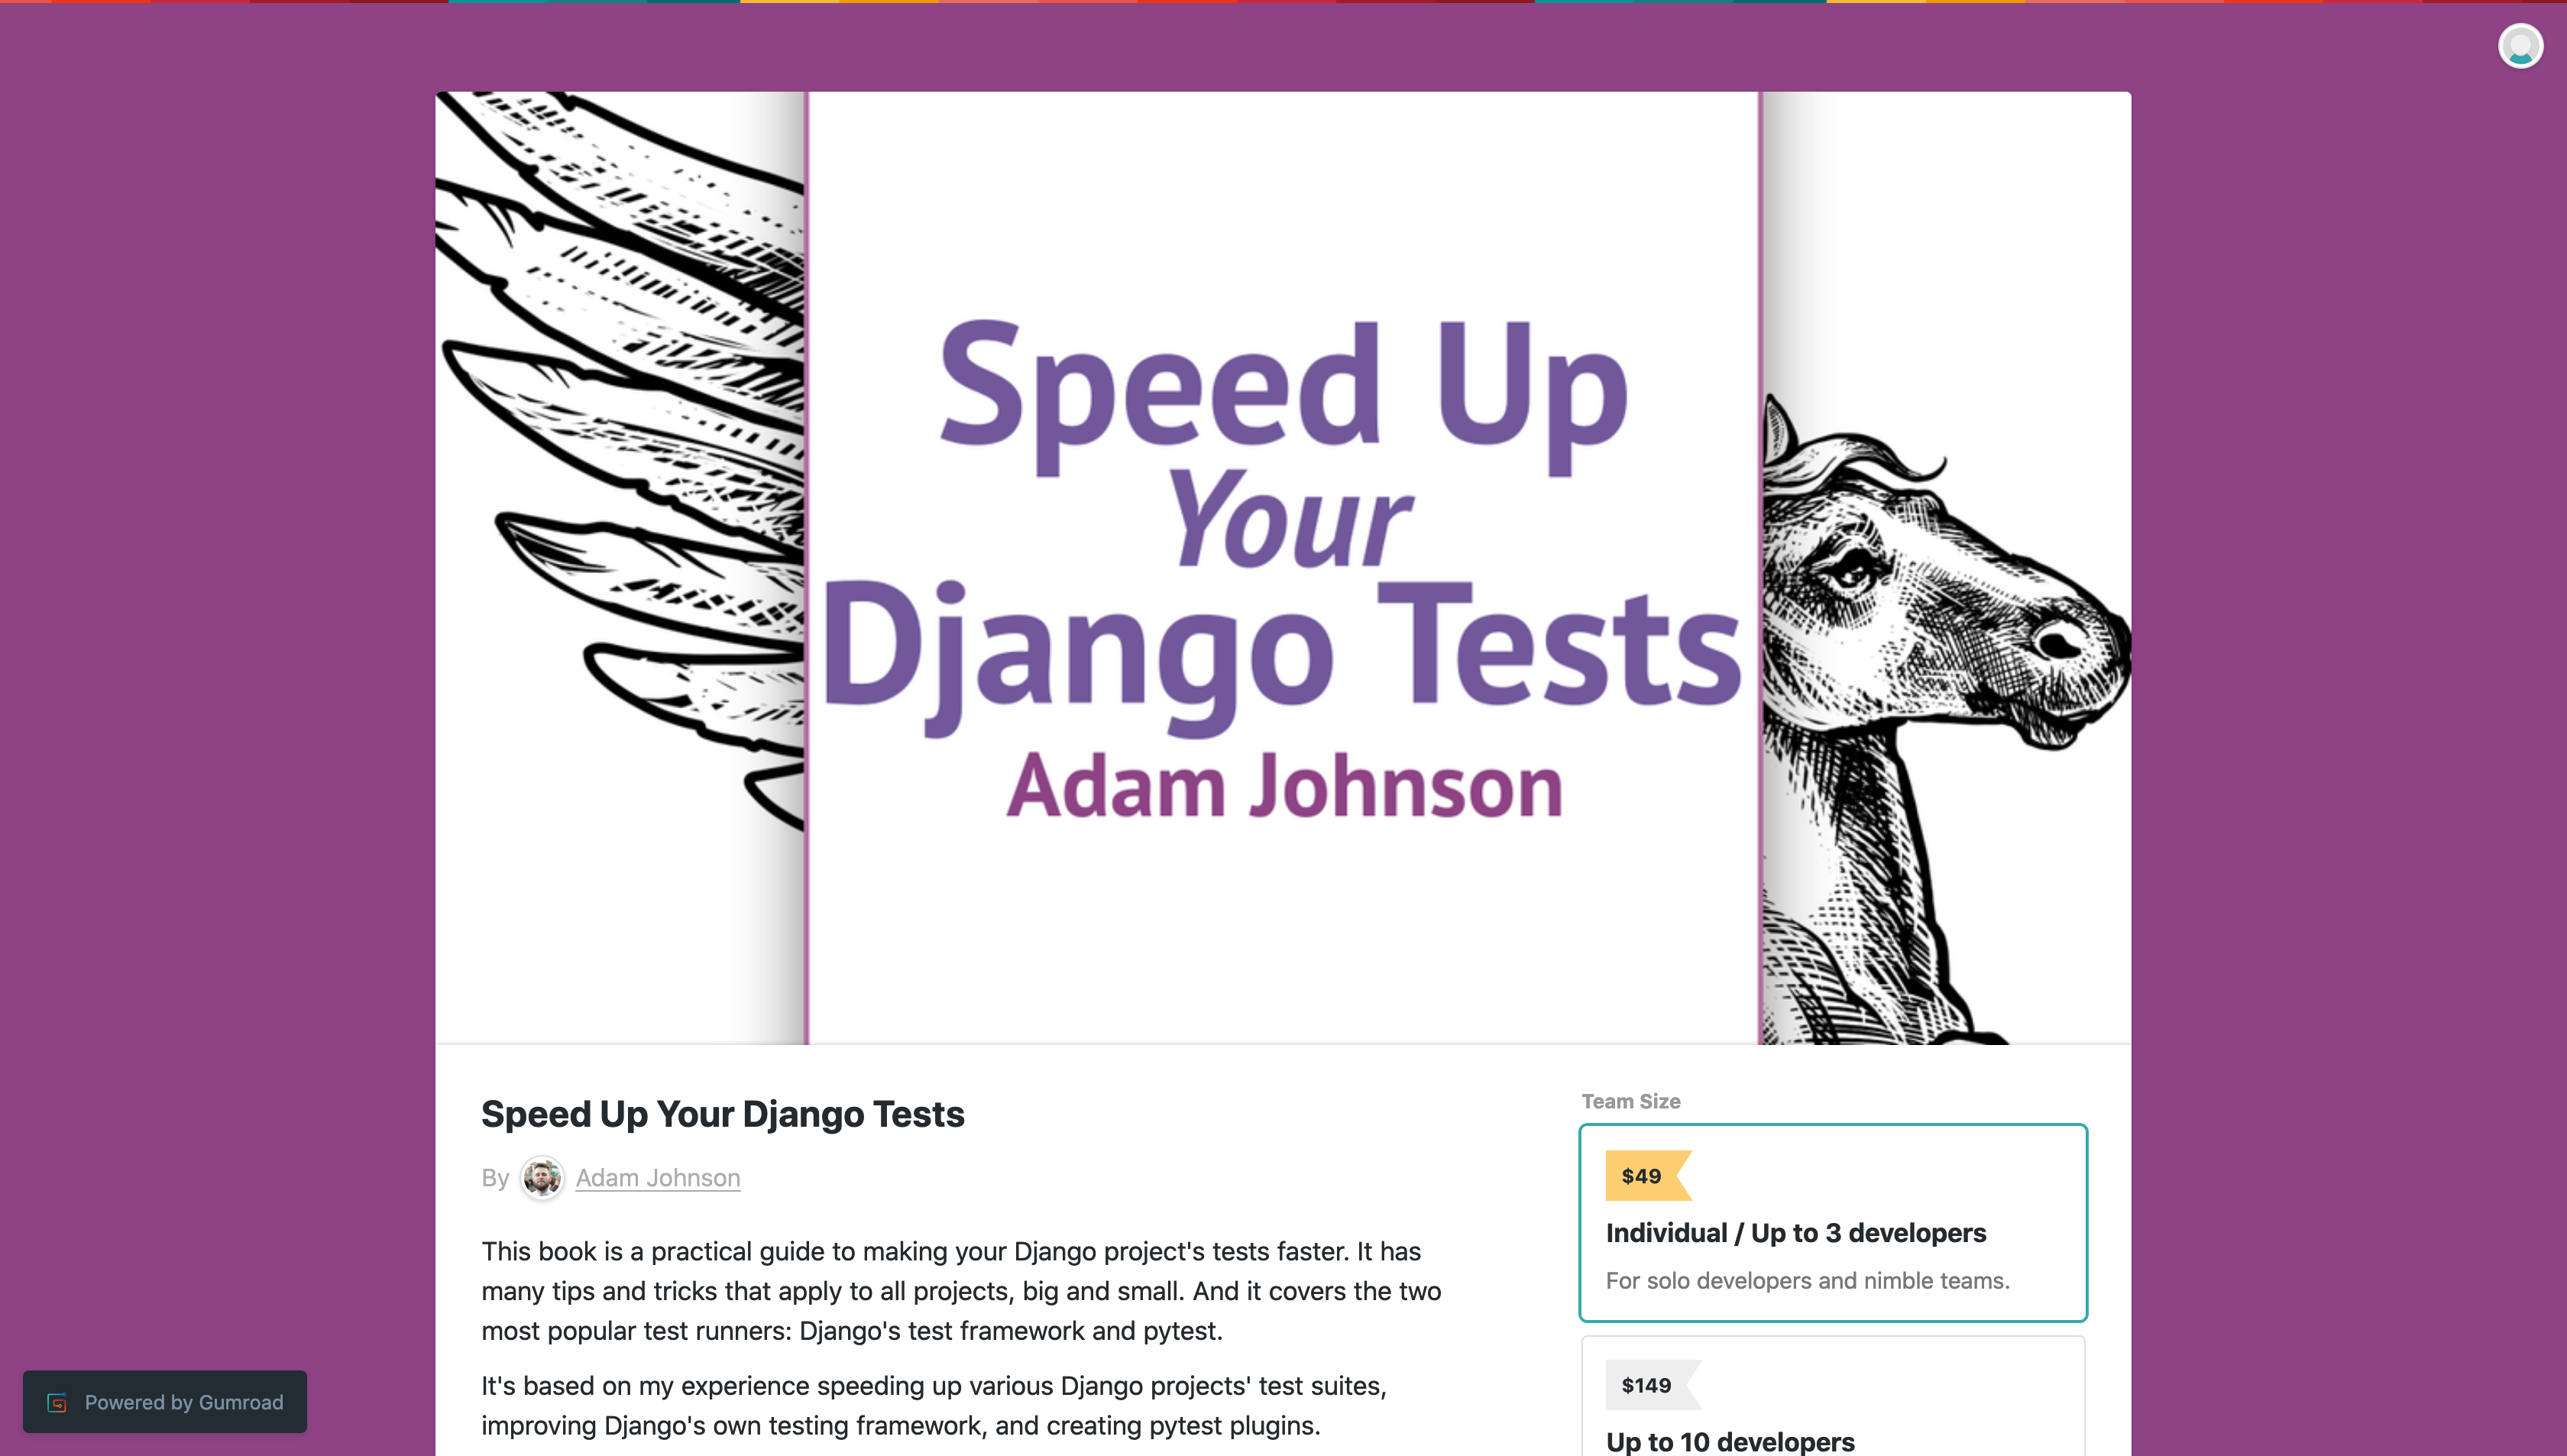 Speed Up
Your
Django Tests
Adam Johnson
Speed Up Your Django Tests
By Adam Johnson
This book is a practical guide to making your Django project's tests faster. It has
many tips and tricks that apply to all projects, big and small. And it covers the two
most popular test runners: Django's test framework and pytest.
It's based on my experience speeding up various Django projects' test suites,
improving Django's own testing framework, and creating pytest plugins.
Team Size
$49
Individual / Up to 3 developers
For solo developers and nimble teams.
$149
Up to 10 developers
Powered by Gumroad